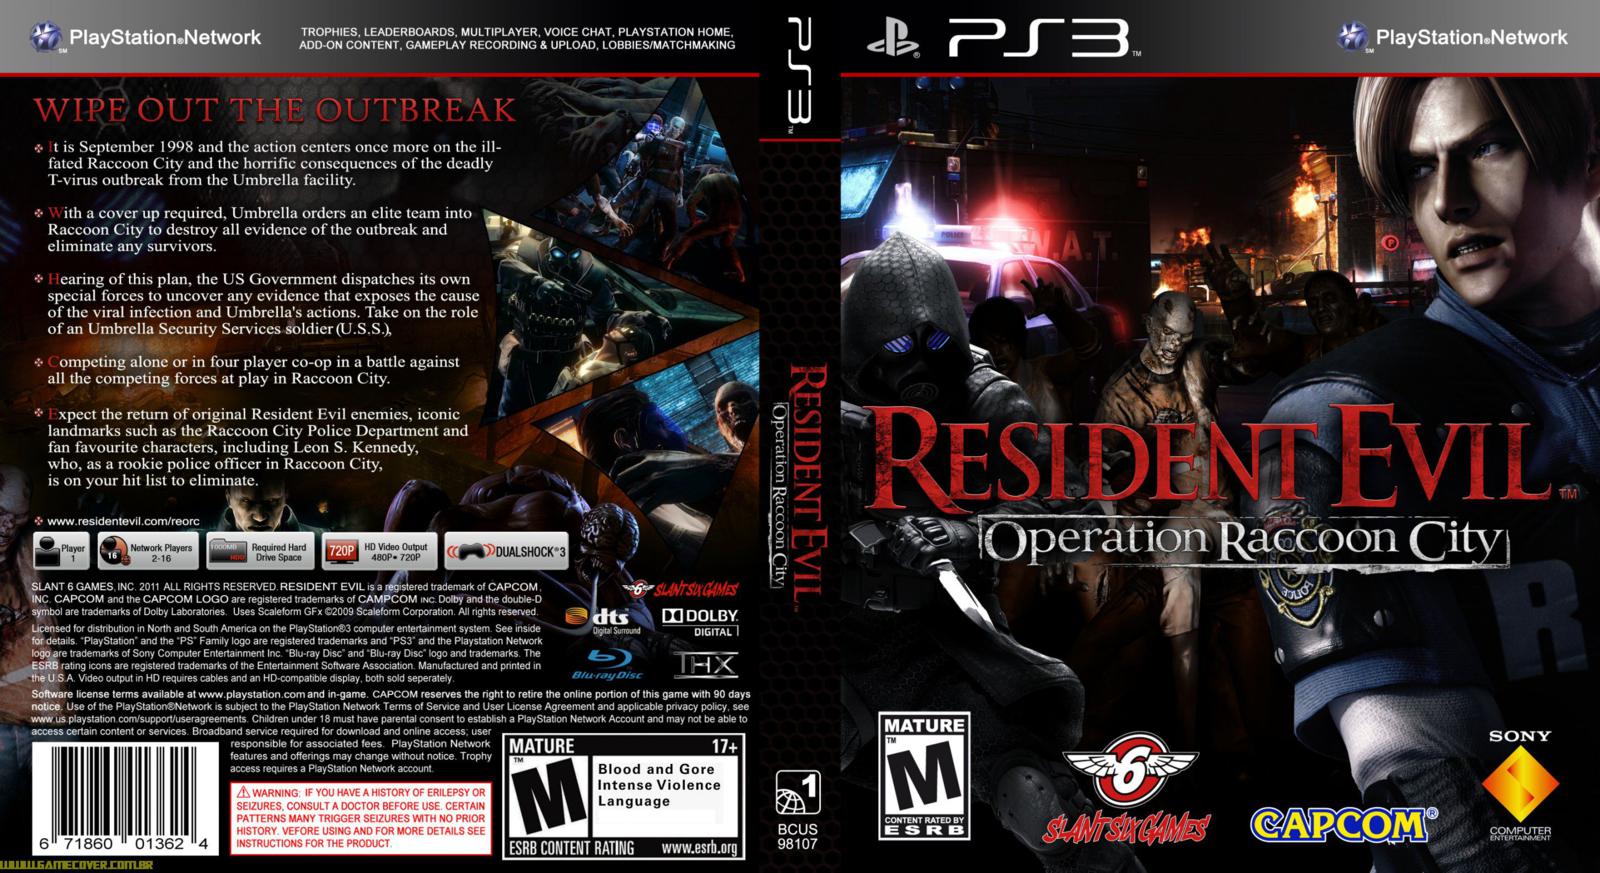 PlayStation®Network
SM
TROPHIES, LEADERBOARDS, MULTIPLAYER, VOICE CHAT, PLAYSTATION HOME,
ADD-ON CONTENT, GAMEPLAY RECORDING & UPLOAD, LOBBIES/MATCHMAKING
WIPE OUT THE OUTBREAK
It is September 1998 and the action centers once more on the ill-
fated Raccoon City and the horrific consequences of the deadly
T-virus outbreak from the Umbrella facility.
With a cover up required, Umbrella orders an elite team into
Raccoon City to destroy all evidence of the outbreak and
eliminate any survivors.
Hearing of this plan, the US Government dispatches its own
special forces to uncover any evidence that exposes the cause
of the viral infection and Umbrella's actions. Take on the role
of an Umbrella Security Services soldier (U.S.S.),
Competing alone or in four player co-op in a battle against
all the competing forces at play in Raccoon City.
Expect the return of original Resident Evil enemies, iconic
landmarks such as the Raccoon City Police Department and
fan favourite characters, including Leon S. Kennedy,
who, as a rookie police officer in Raccoon City,
is on your hit list to eliminate.
www.residentevil.com/reorc
Player
1
16
Network Players
2-16
1000MB
HDD
Required Hard
Drive Space
720P
HD Video Output
480P• 720P
DUALSHOCK®3
SLANT 6 GAMES, INC. 2011 ALL RIGHTS RESERVED. RESIDENT EVIL is a registered trademark of CAPCOM,
INC. CAPCOM and the CAPCOM LOGO are registered trademarks of CAMPCOM INC. Dolby and the double-D
symbol are trademarks of Dolby Laboratories. Uses Scaleform GFx ©2009 Scaleform Corporation. All rights reserved.
Licensed for distribution in North and South America on the PlayStation®3 computer entertainment system. See inside
for details. “PlayStation” and the “PS” Family logo are registered trademarks and “PS3” and the Playstation Network
logo are trademarks of Sony Computer Entertainment Inc. “Blu-ray Disc” and “Blu-ray Disc” logo and trademarks. The
ESRB rating icons are registered trademarks of the Entertainment Software Association. Manufactured and printed in
the U.S.A. Video output in HD requires cables and an HD-compatible display, both sold seperately.
6 SLANT SIX GAMES
dts
Digital Surround
DOLBY
DIGITAL
Blu-ray Disc
THX
Software license terms available at www.playstation.com and in-game. CAPCOM reserves the right to retire the online portion of this game with 90 days
notice. Use of the PlayStation®Network is subject to the PlayStation Network Terms of Service and User License Agreement and applicable privacy policy, see
www.us.playstation.com/support/useragreements. Children under 18 must have parental consent to establish a PlayStation Network Account and may not be able to
access certain content or services. Broadband service required for download and online access; user
responsible for associated fees. PlayStation Network
features and offerings may change without notice. Trophy
access requires a PlayStation Network account.
WARNING: IF YOU HAVE A HISTORY OF ERILEPSY OR
SEIZURES, CONSULT A DOCTOR BEFORE USE. CERTAIN
PATTERNS MANY TRIGGER SEIZURES WITH NO PRIOR
HISTORY. VEFORE USING AND FOR MORE DETAILS SEE
INSTRUCTIONS FOR THE PRODUCT.
6 71860 01362 4
MATURE 17+
M
TM
Blood and Gore
Intense Violence
Language
ESRB CONTENT RATING www.esrb.org
WWW.GAMECOVER.COM.BR
PS3
TM
RESIDENT EVIL
Operation Raccoon City
1
BCUS
98107
PS3
TM
PlayStation®Network
SM
POLICE
S.W.A.T.
P
RESIDENT EVIL
TM
Operation Raccoon City
POLICE
R
MATURE
TM
M
CONTENT RATED BY
ESRB
6
SLANT SIX GAMES
CAPCOM®
SONY
COMPUTER
ENTERTAINMENT